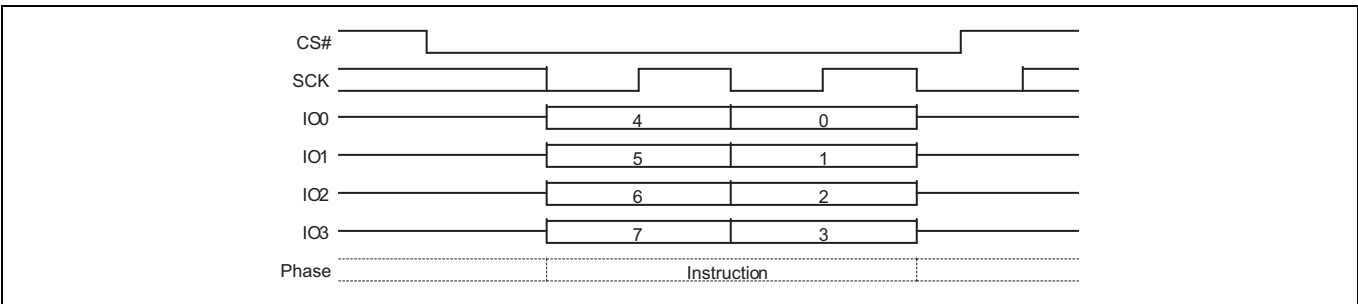 CS#
SCK
IO0 4 0
IO1 5 1
IO2 6 2
IO3 7 3
Phase Instruction